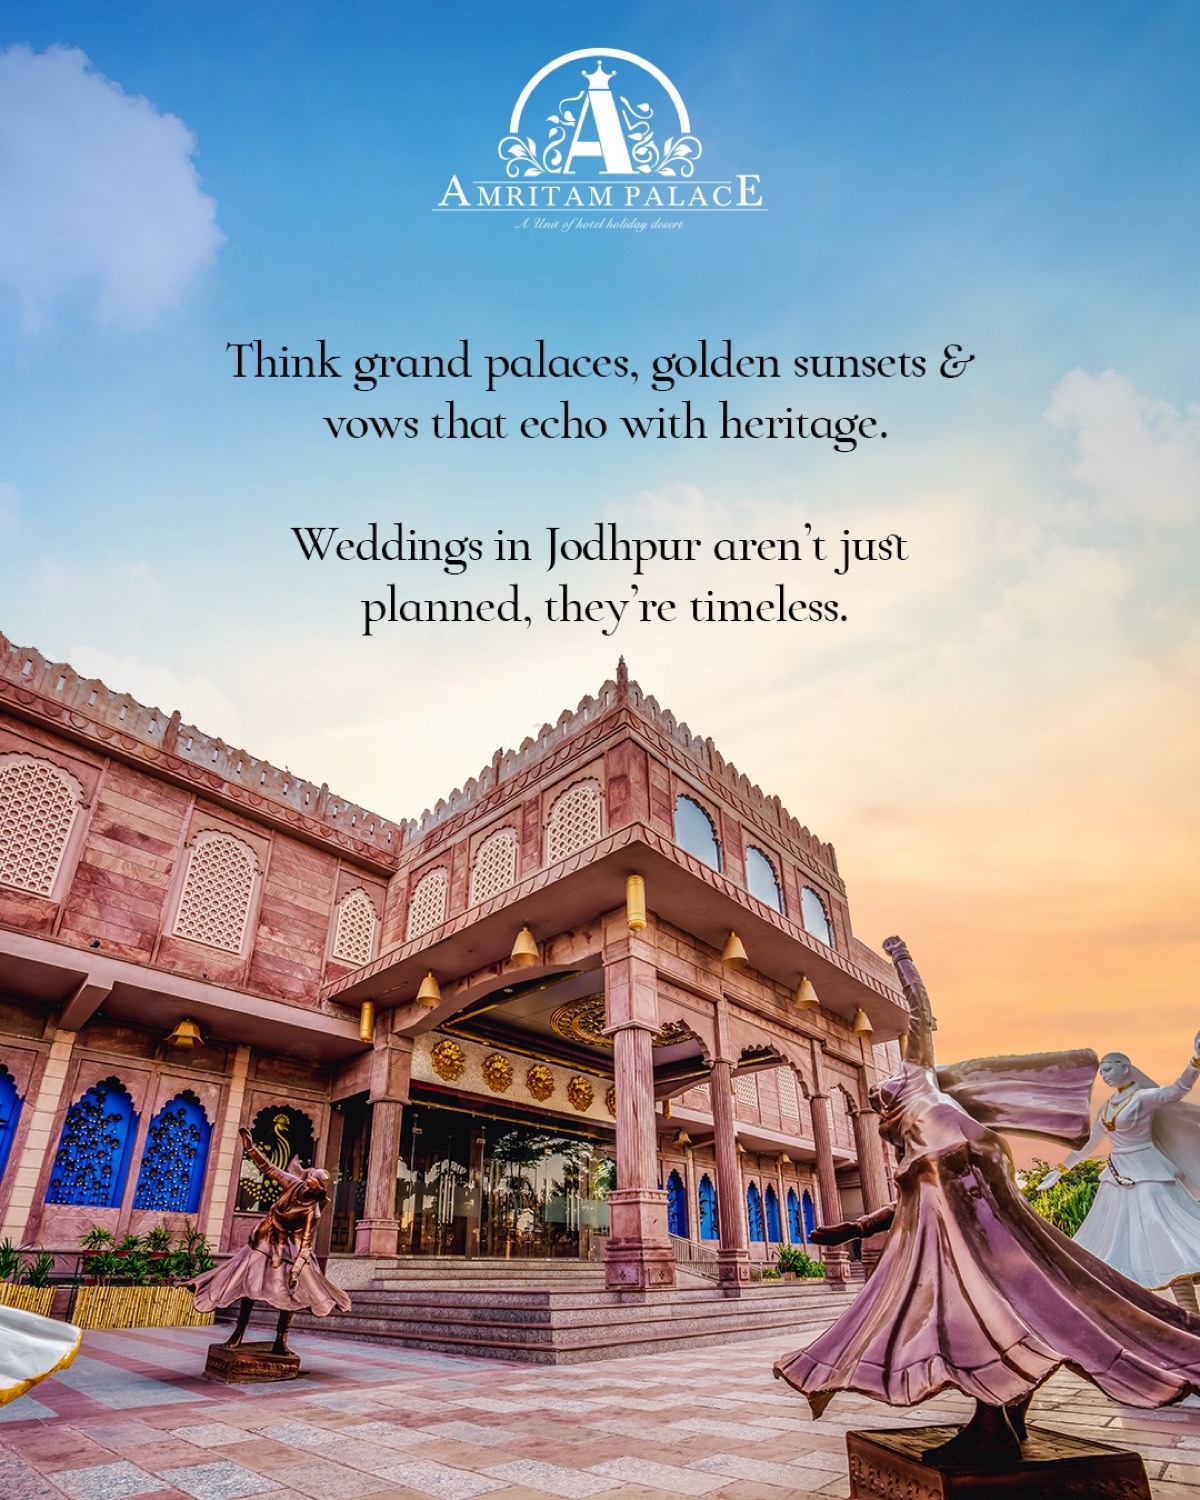 A
AMRITAM PALACE
A Unit of hotel holiday desert
Think grand palaces, golden sunsets &
vows that echo with heritage.
Weddings in Jodhpur aren’t just
planned, they’re timeless.